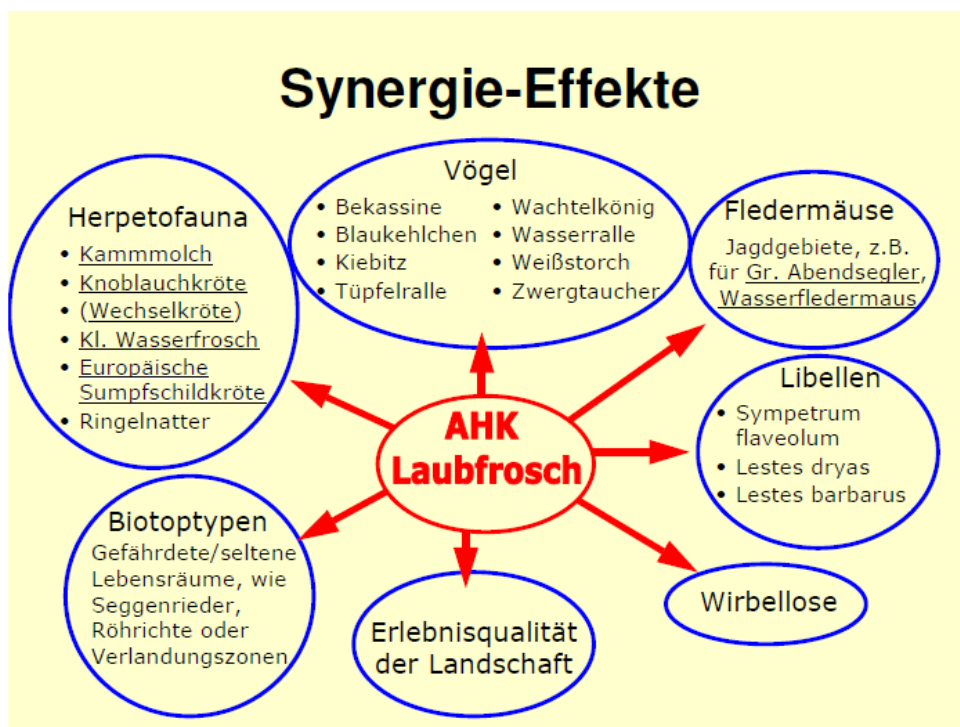 Synergie-Effekte
Herpetofauna
• Kammmolch
• Knoblauchkröte
• (Wechselkröte)
• Kl. Wasserfrosch
• Europäische
Sumpfschildkröte
• Ringelnatter
Vögel
• Bekassine
• Blaukehlchen
• Kiebitz
• Tüpfelralle
• Wachtelkönig
• Wasserralle
• Weißstorch
• Zwergtaucher
Fledermäuse
Jagdgebiete, z.B.
für Gr. Abendsegler,
Wasserfledermaus
AHK
Laubfrosch
Libellen
• Sympetrum
flaveolum
• Lestes dryas
• Lestes barbarus
Biotoptypen
Gefährdete/seltene
Lebensräume, wie
Seggenrieder,
Röhrichte oder
Verlandungszonen
Erlebnisqualität
der Landschaft
Wirbellose